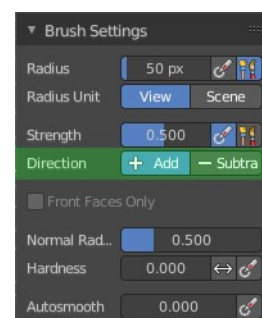 Brush Settings
Radius 50 px
Radius Unit View Scene
Strength 0.500
Direction + Add − Subtra
Front Faces Only
Normal Rad... 0.500
Hardness 0.000
Autosmooth 0.000